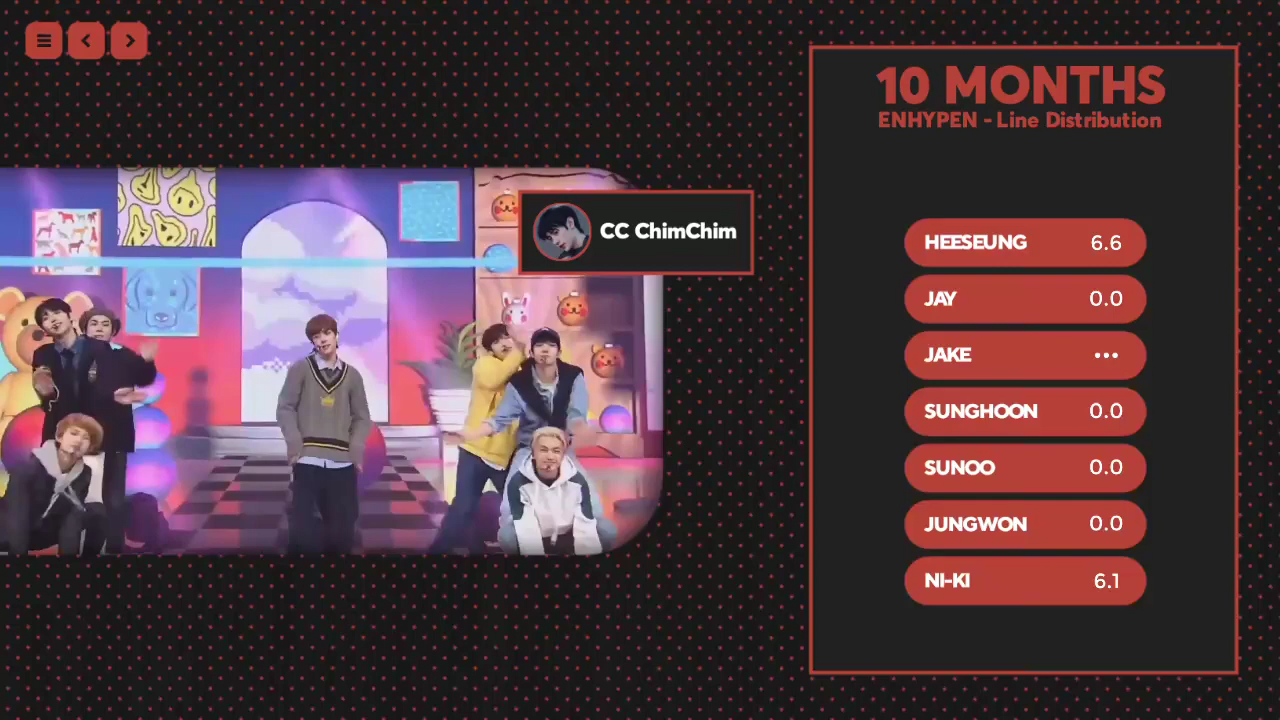 10 MONTHS
ENHYPEN - Line Distribution
CC ChimChim
HEESEUNG 6.6
JAY 0.0
JAKE •••
SUNGHOON 0.0
SUNOO 0.0
JUNGWON 0.0
NI-KI 6.1